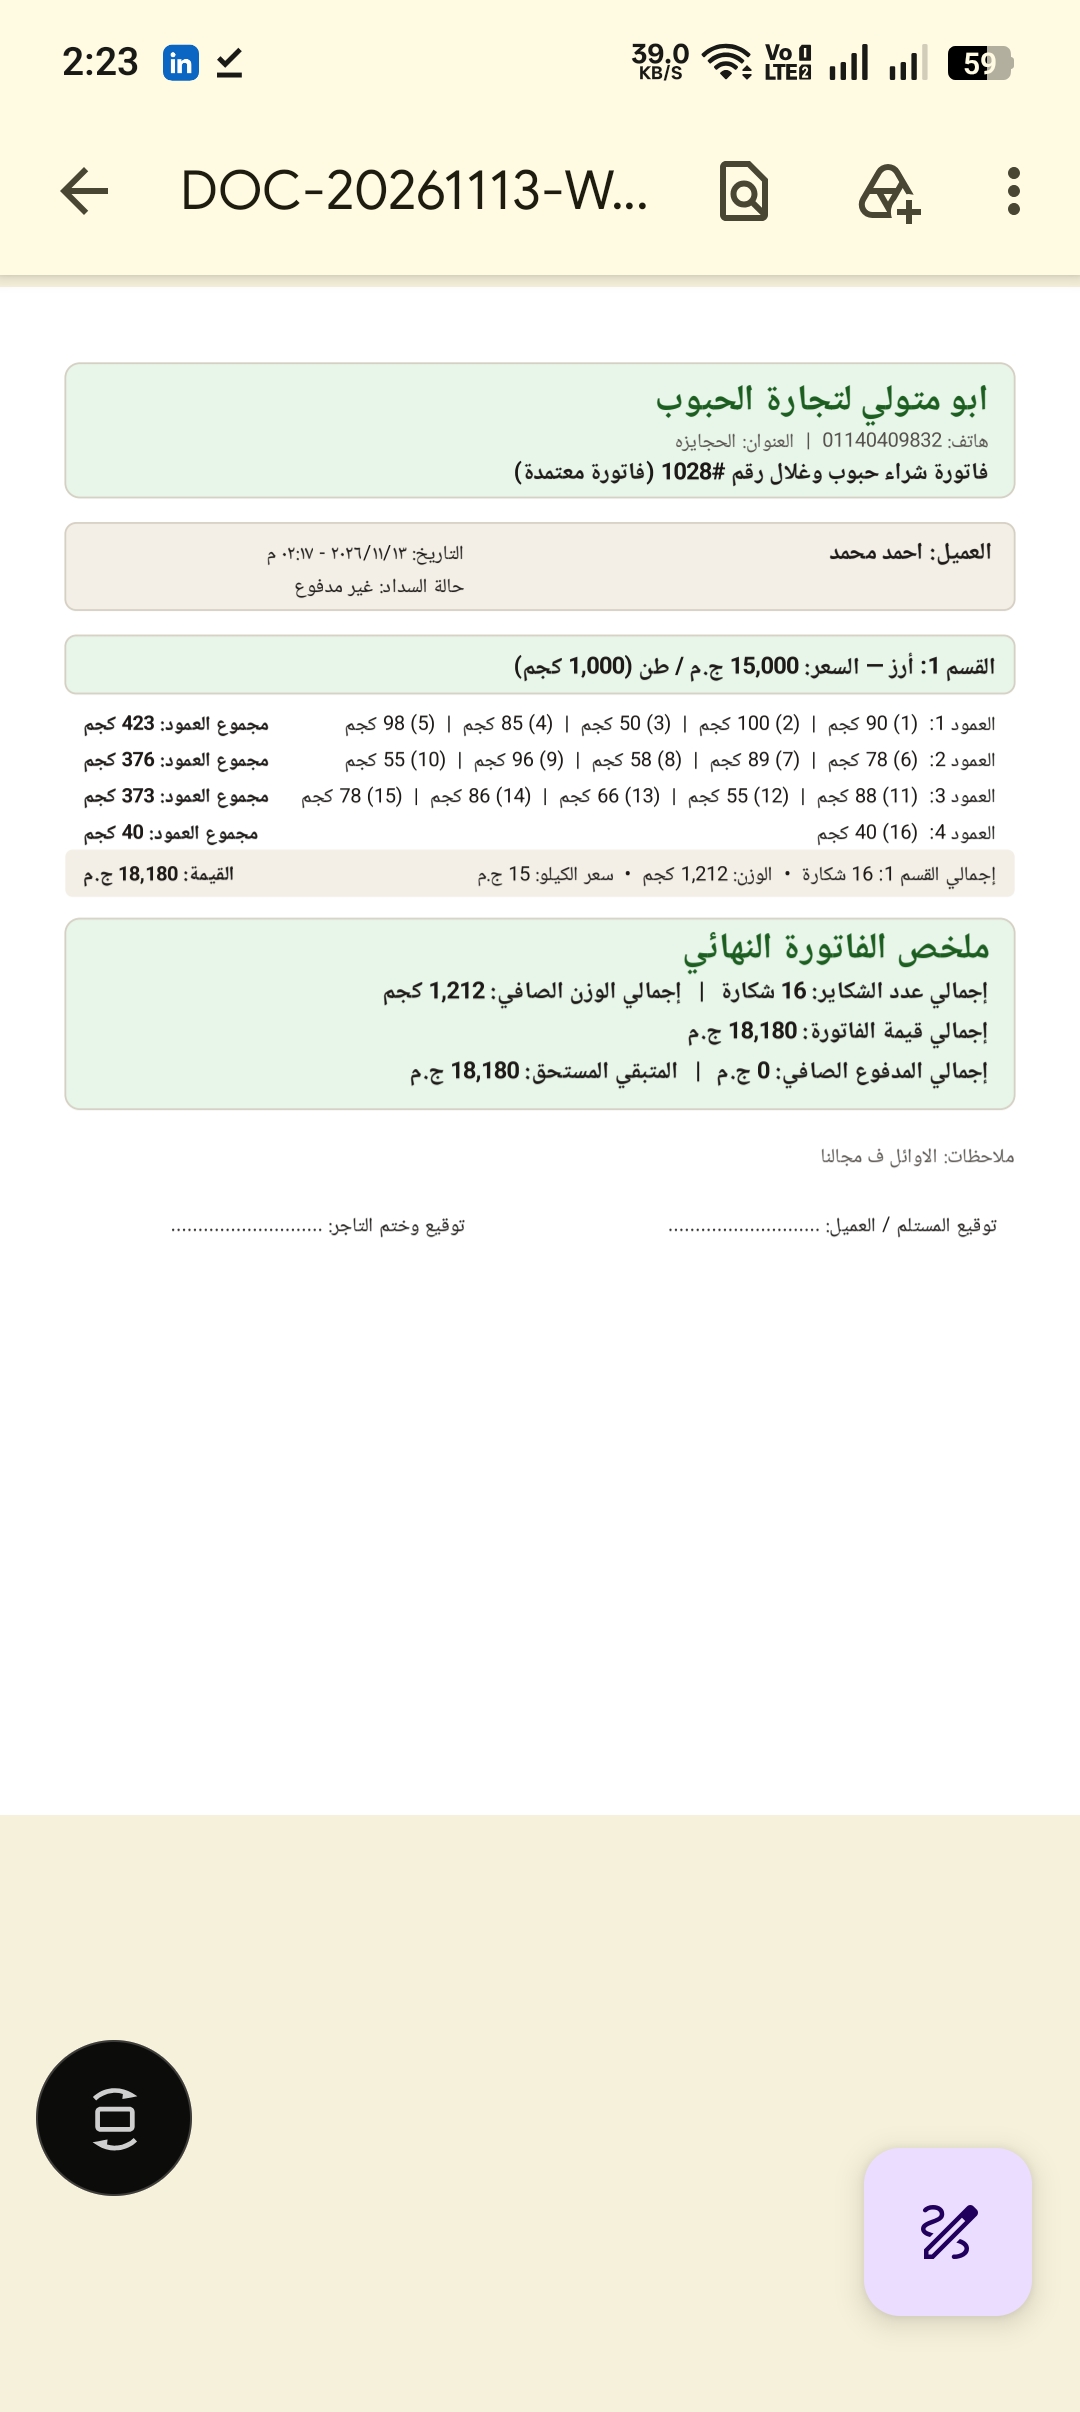 2:23
39.0 KB/S Vo LTE 1 2 59
DOC-20261113-W...
ابو متولي لتجارة الحبوب
هاتف: 01140409832 | العنوان: الحجايزه
فاتورة شراء حبوب وغلال رقم #1028 (فاتورة معتمدة)
العميل: احمد محمد
التاريخ: ٢٠٢٦/١١/١٣ - ٠٢:١٧ م
حالة السداد: غير مدفوع
القسم 1: أرز — السعر: 15,000 ج.م / طن (1,000 كجم)
العمود 1: (1) 90 كجم | (2) 100 كجم | (3) 50 كجم | (4) 85 كجم | (5) 98 كجم مجموع العمود: 423 كجم
العمود 2: (6) 78 كجم | (7) 89 كجم | (8) 58 كجم | (9) 96 كجم | (10) 55 كجم مجموع العمود: 376 كجم
العمود 3: (11) 88 كجم | (12) 55 كجم | (13) 66 كجم | (14) 86 كجم | (15) 78 كجم مجموع العمود: 373 كجم
العمود 4: (16) 40 كجم مجموع العمود: 40 كجم
إجمالي القسم 1: 16 شكارة • الوزن: 1,212 كجم • سعر الكيلو: 15 ج.م القيمة: 18,180 ج.م
ملخص الفاتورة النهائي
إجمالي عدد الشكاير: 16 شكارة | إجمالي الوزن الصافي: 1,212 كجم
إجمالي قيمة الفاتورة: 18,180 ج.م
إجمالي المدفوع الصافي: 0 ج.م | المتبقي المستحق: 18,180 ج.م
ملاحظات: الاوائل ف مجالنا
توقيع المستلم / العميل: ............................ توقيع وختم التاجر: ............................